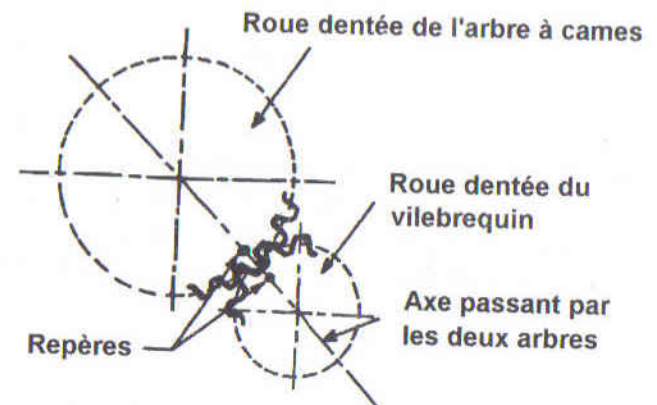 Roue dentée de l'arbre à cames
Roue dentée du
vilebrequin
Axe passant par
les deux arbres
Repères